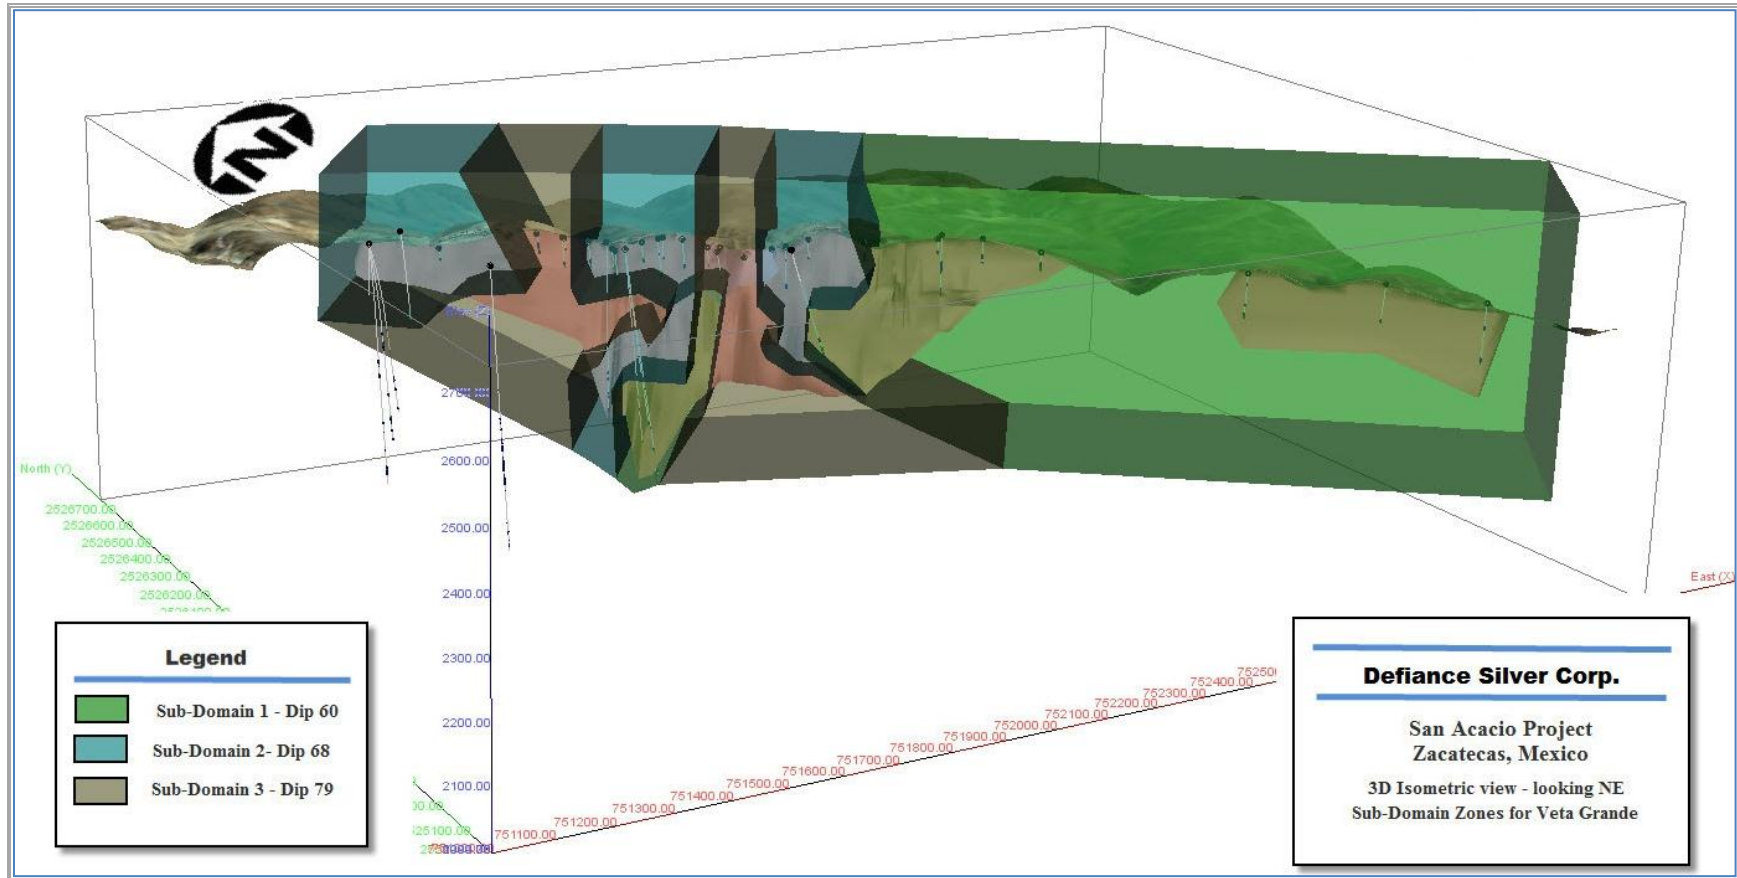 N
North (Y)
2526700.00
2526600.00
2526500.00
2526400.00
2526300.00
2526200.00
2600.00
2500.00
2400.00
2300.00
2200.00
2100.00
East (X)
752400.00
752300.00
752200.00
752100.00
752000.00
751900.00
751800.00
751700.00
751600.00
751500.00
751400.00
751300.00
751200.00
751100.00
Legend
Sub-Domain 1 - Dip 60
Sub-Domain 2- Dip 68
Sub-Domain 3 - Dip 79
Defiance Silver Corp.
San Acacio Project
Zacatecas, Mexico
3D Isometric view - looking NE
Sub-Domain Zones for Veta Grande